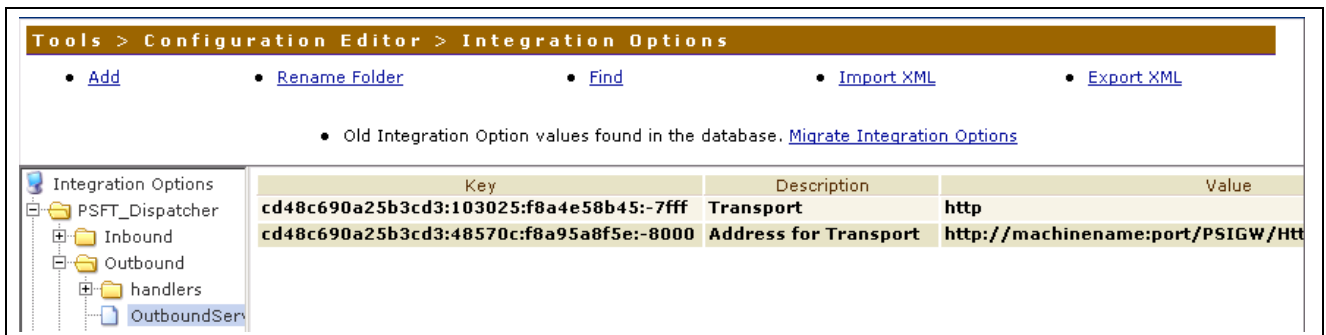 Tools > Configuration Editor > Integration Options
Add Rename Folder Find Import XML Export XML
Old Integration Option values found in the database. Migrate Integration Options
Integration Options
PSFT_Dispatcher
Inbound
Outbound
handlers
OutboundSer
Key Description Value
cd48c690a25b3cd3:103025:f8a4e58b45:-7fff Transport http
cd48c690a25b3cd3:48570c:f8a95a8f5e:-8000 Address for Transport http://machinename:port/PSIGW/Htt